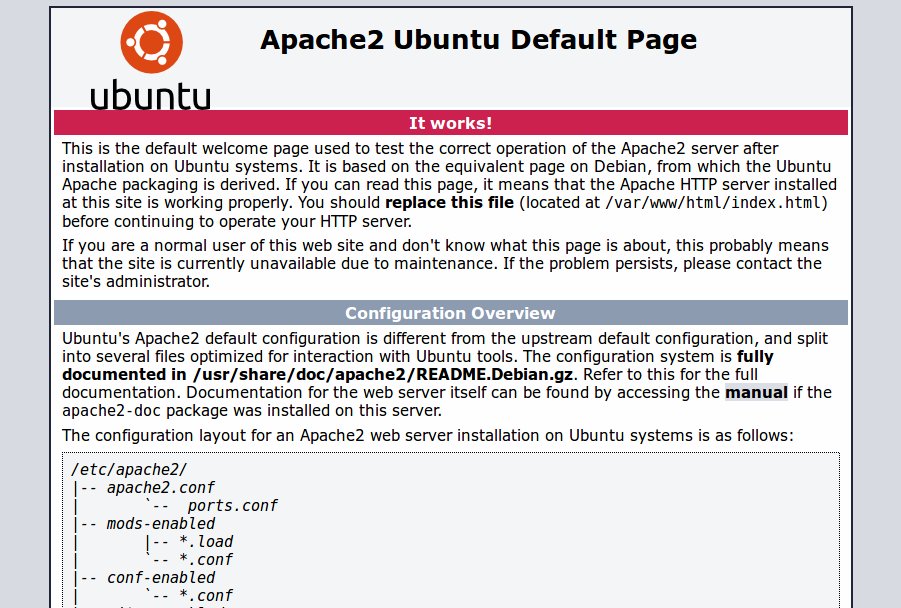 ubuntu
Apache2 Ubuntu Default Page
It works!
This is the default welcome page used to test the correct operation of the Apache2 server after
installation on Ubuntu systems. It is based on the equivalent page on Debian, from which the Ubuntu
Apache packaging is derived. If you can read this page, it means that the Apache HTTP server installed
at this site is working properly. You should replace this file (located at /var/www/html/index.html)
before continuing to operate your HTTP server.
If you are a normal user of this web site and don't know what this page is about, this probably means
that the site is currently unavailable due to maintenance. If the problem persists, please contact the
site's administrator.
Configuration Overview
Ubuntu's Apache2 default configuration is different from the upstream default configuration, and split
into several files optimized for interaction with Ubuntu tools. The configuration system is fully
documented in /usr/share/doc/apache2/README.Debian.gz. Refer to this for the full
documentation. Documentation for the web server itself can be found by accessing the manual if the
apache2-doc package was installed on this server.
The configuration layout for an Apache2 web server installation on Ubuntu systems is as follows:
/etc/apache2/
|-- apache2.conf
|       `--  ports.conf
|-- mods-enabled
|       |-- *.load
|       `-- *.conf
|-- conf-enabled
|       `-- *.conf